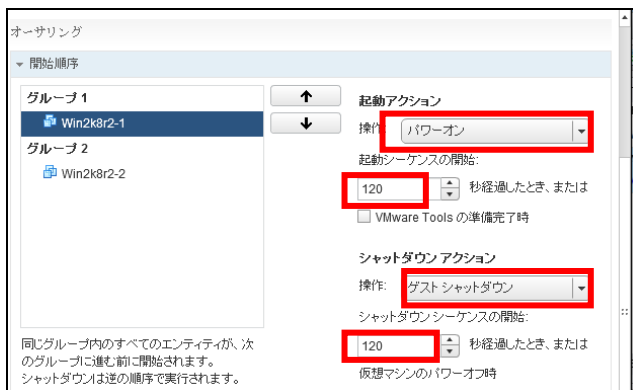 オーサリング
開始順序
グループ 1
Win2k8r2-1
グループ 2
Win2k8r2-2
同じグループ内のすべてのエンティティが、次
のグループに進む前に開始されます。
シャットダウンは逆の順序で実行されます。
起動アクション
操作: パワーオン
起動シーケンスの開始:
120 秒経過したとき、または
VMware Tools の準備完了時
シャットダウン アクション
操作: ゲスト シャットダウン
シャットダウン シーケンスの開始:
120 秒経過したとき、または
仮想マシンのパワーオフ時